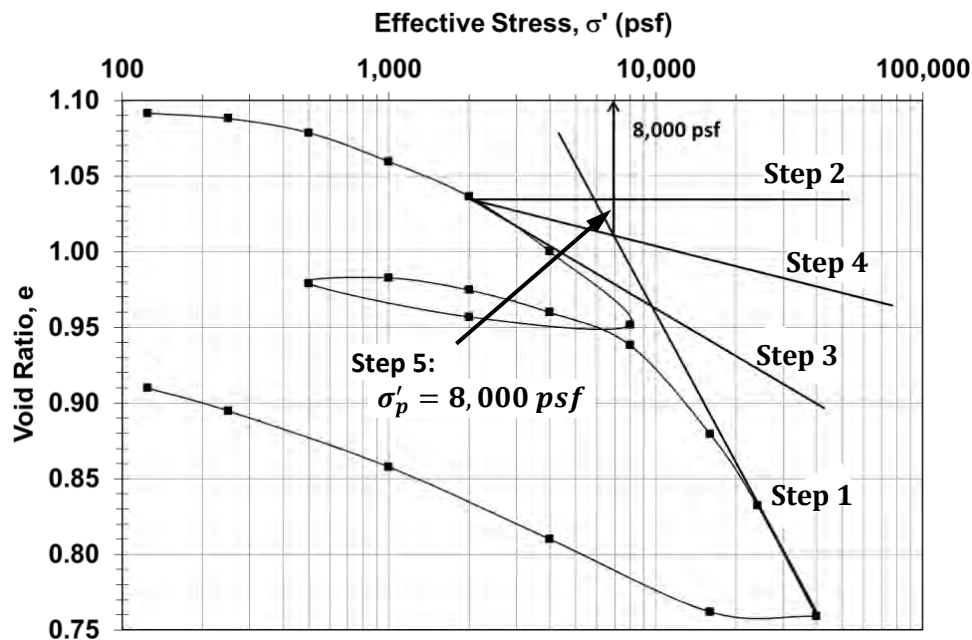 Effective Stress, σ' (psf)
100 1,000 10,000 100,000
1.10
8,000 psf
1.05
Step 2
1.00
Step 4
0.95
Step 3
Step 5:
σ′p = 8, 000 psf
0.90
0.85
Step 1
0.80
0.75
Void Ratio, e